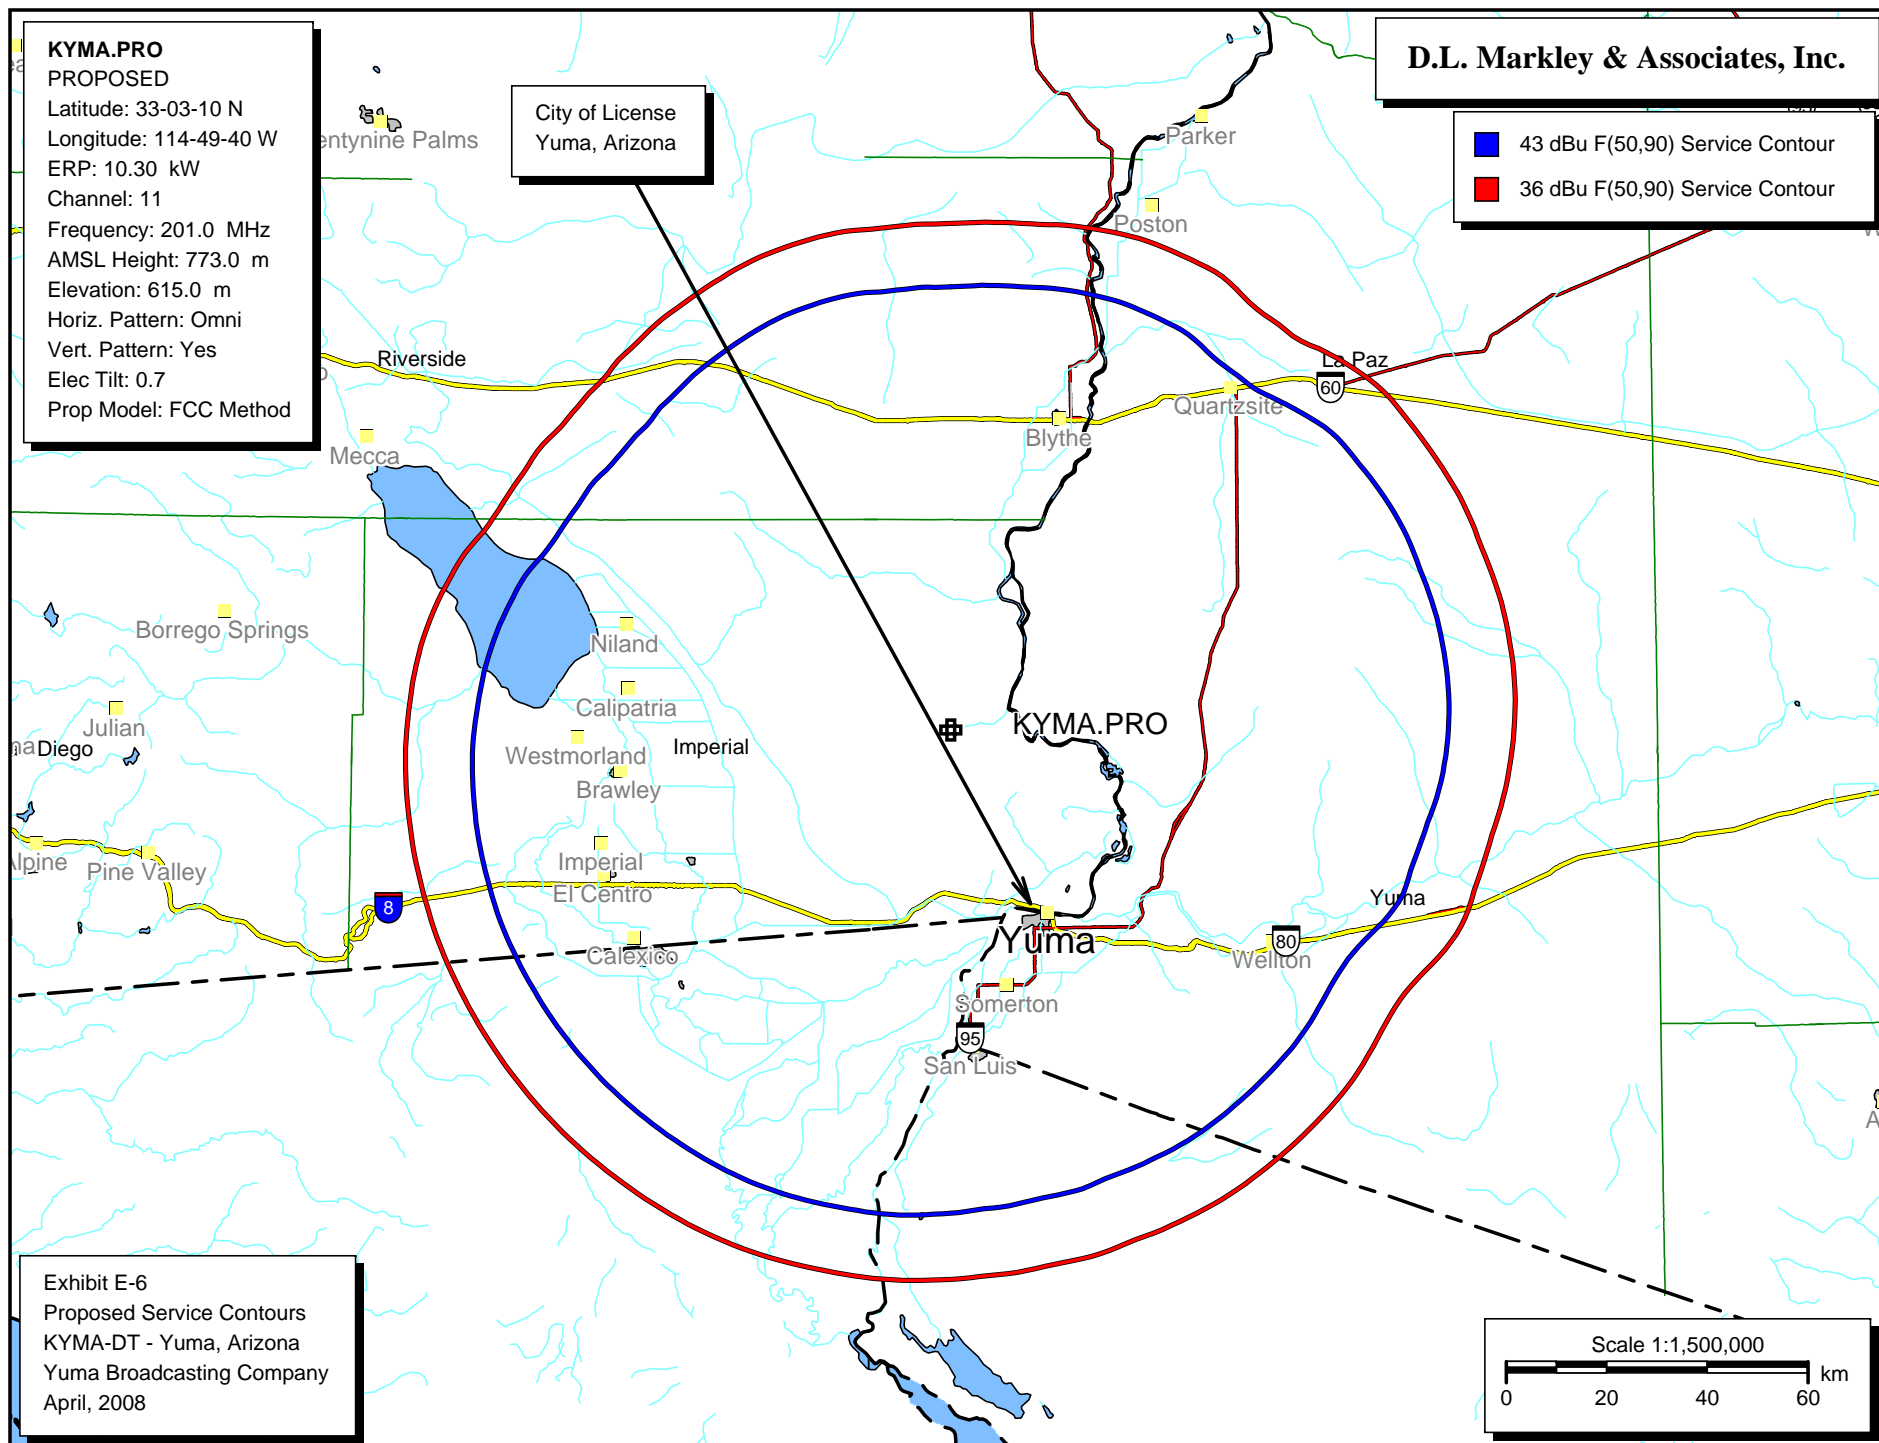 KYMA.PRO
PROPOSED
Latitude: 33-03-10 N
Longitude: 114-49-40 W
ERP: 10.30 kW
Channel: 11
Frequency: 201.0 MHz
AMSL Height: 773.0 m
Elevation: 615.0 m
Horiz. Pattern: Omni
Vert. Pattern: Yes
Elec Tilt: 0.7
Prop Model: FCC Method
City of License
Yuma, Arizona
D.L. Markley & Associates, Inc.
43 dBu F(50,90) Service Contour
36 dBu F(50,90) Service Contour
entynine Palms
Parker
Poston
Riverside
La Paz
60
Quartzsite
Blythe
Mecca
Borrego Springs
Niland
Calipatria
Julian
Diego
KYMA.PRO
Westmorland
Imperial
Brawley
Alpine
Pine Valley
Imperial
El Centro
8
Yuma
Yuma
80
Wellton
Calexico
Somerton
95
San Luis
Exhibit E-6
Proposed Service Contours
KYMA-DT - Yuma, Arizona
Yuma Broadcasting Company
April, 2008
Scale 1:1,500,000
km
0 20 40 60